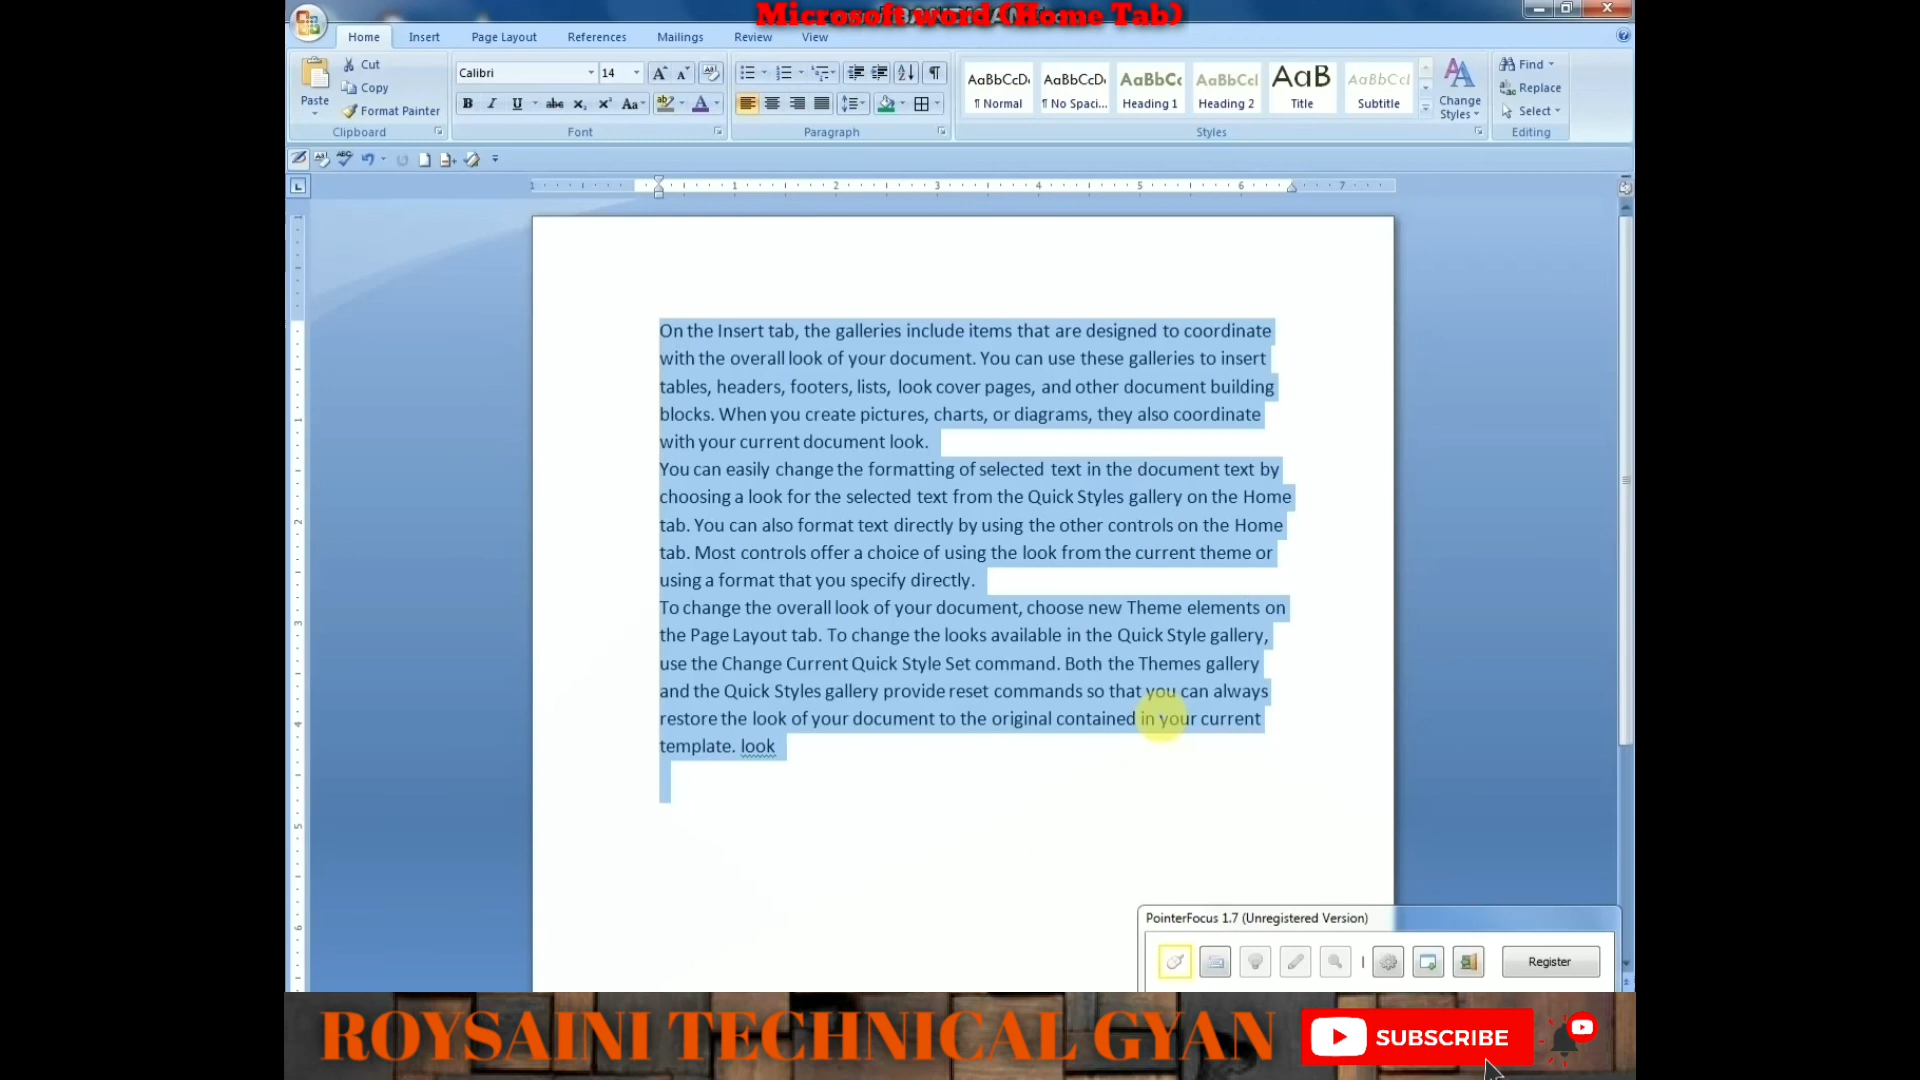 Microsoft word (Home Tab)
Home Insert Page Layout References Mailings Review View
Cut
Copy
Format Painter
Paste
Clipboard
Calibri 14
Font
Paragraph
AaBbCcDc AaBbCcDc AaBbCc AaBbCcl AaB AaBbCcl
¶ Normal ¶ No Spaci... Heading 1 Heading 2 Title Subtitle
Change
Styles
Styles
Find
Replace
Select
Editing
1 1 2 3 4 5 6 7
On the Insert tab, the galleries include items that are designed to coordinate
with the overall look of your document. You can use these galleries to insert
tables, headers, footers, lists, look cover pages, and other document building
blocks. When you create pictures, charts, or diagrams, they also coordinate
with your current document look.
You can easily change the formatting of selected text in the document text by
choosing a look for the selected text from the Quick Styles gallery on the Home
tab. You can also format text directly by using the other controls on the Home
tab. Most controls offer a choice of using the look from the current theme or
using a format that you specify directly.
To change the overall look of your document, choose new Theme elements on
the Page Layout tab. To change the looks available in the Quick Style gallery,
use the Change Current Quick Style Set command. Both the Themes gallery
and the Quick Styles gallery provide reset commands so that you can always
restore the look of your document to the original contained in your current
template. look
PointerFocus 1.7 (Unregistered Version)
Register
ROYSAINI TECHNICAL GYAN
SUBSCRIBE